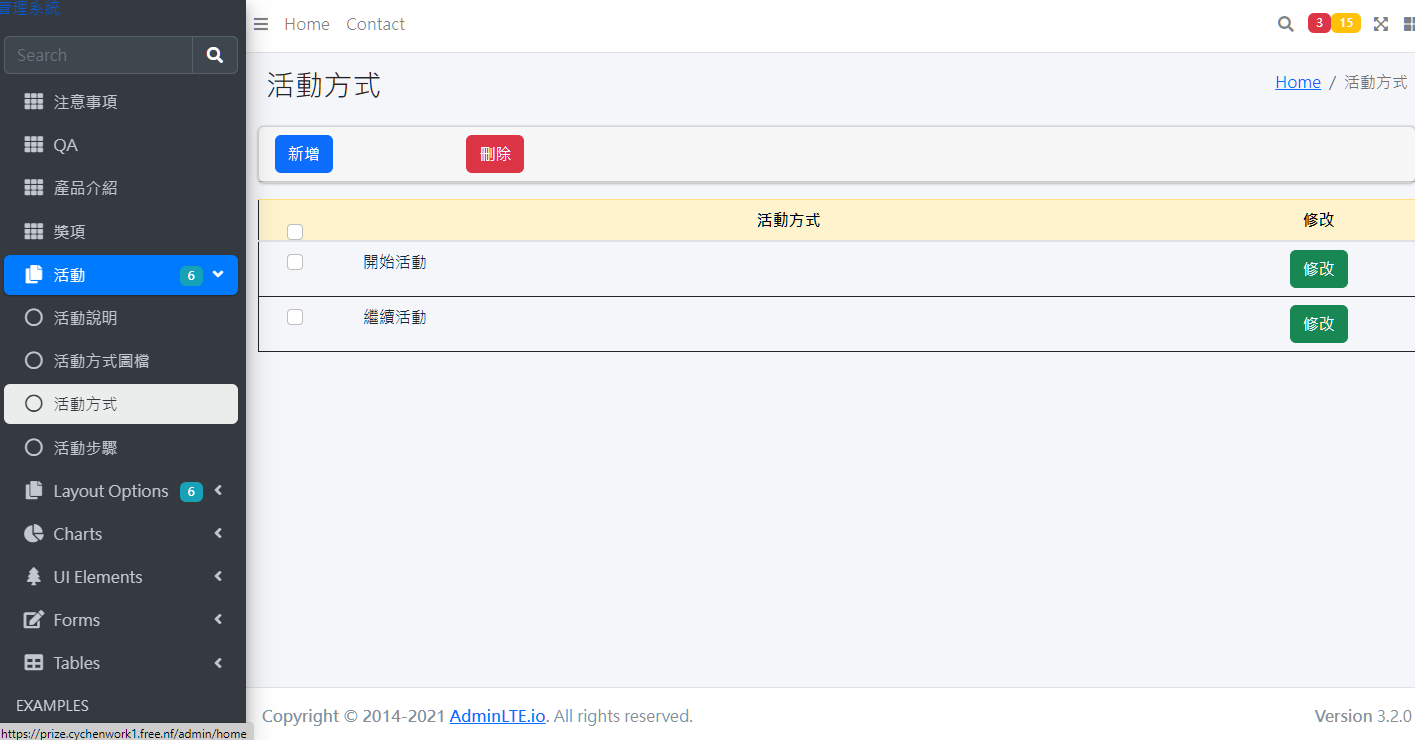 管理系統
Search
注意事項
QA
產品介紹
獎項
活動 6
活動說明
活動方式圖檔
活動方式
活動步驟
Layout Options 6
Charts
UI Elements
Forms
Tables
EXAMPLES
https://prize.cychenwork1.free.nf/admin/home
Home Contact
3 15
活動方式
Home / 活動方式
新增 刪除
活動方式 修改
開始活動 修改
繼續活動 修改
Copyright © 2014-2021 AdminLTE.io. All rights reserved.
Version 3.2.0